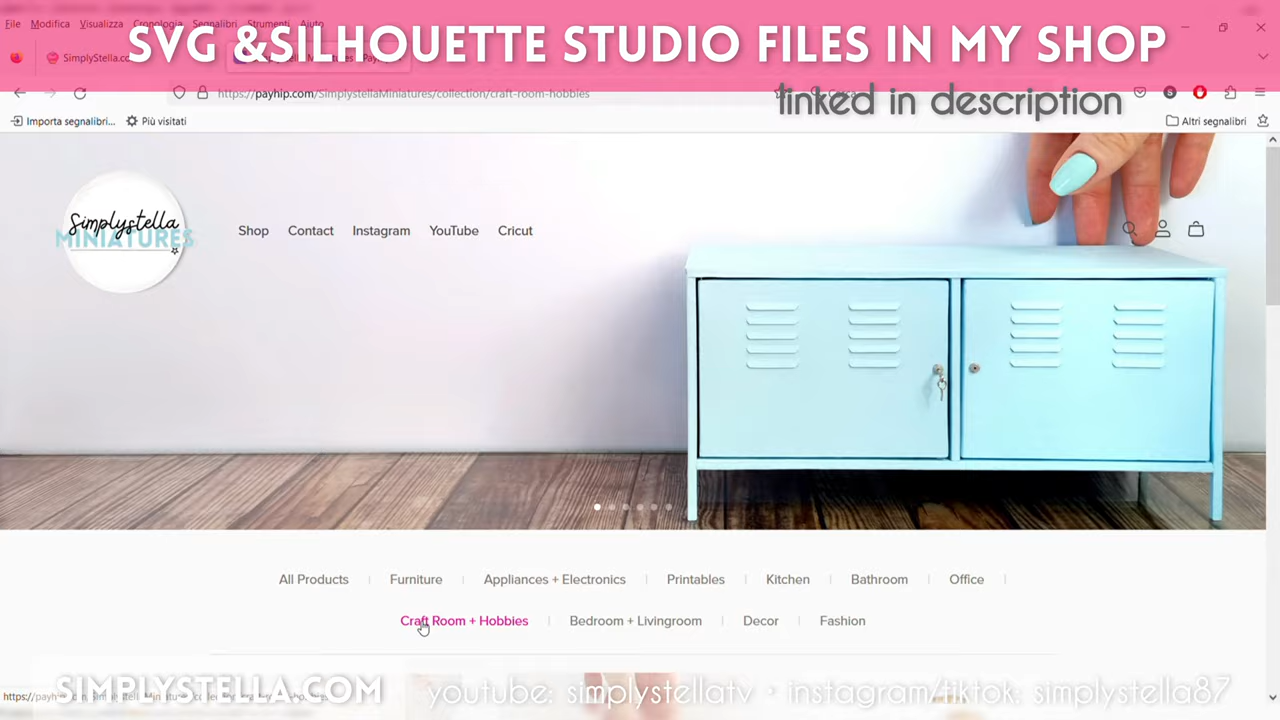 SVG &SILHOUETTE STUDIO FILES IN MY SHOP
linked in description
File Modifica Visualizza Cronologia Segnalibri Strumenti Aiuto
SimplyStella.co
https://payhip.com/SimplystellaMiniatures/collection/craft-room-hobbies
Importa segnalibri... Più visitati Altri segnalibri
Simplystella
MINIATURES
Shop Contact Instagram YouTube Cricut
All Products Furniture Appliances + Electronics Printables Kitchen Bathroom Office
Craft Room + Hobbies Bedroom + Livingroom Decor Fashion
SIMPLYSTELLA.COM youtube: simplystellatv • instagram/tiktok: simplystella87